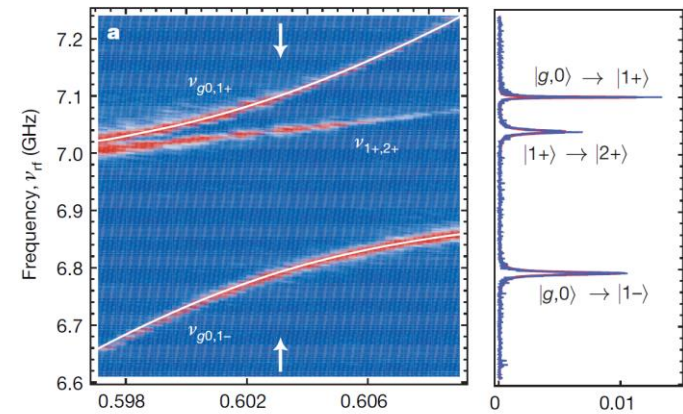 a
7.2
7.1
7.0
6.9
6.8
6.7
6.6
Frequency, ν_rf (GHz)
ν_g0,1+
ν_1+,2+
ν_g0,1−
0.598
0.602
0.606
|g,0⟩ → |1+⟩
|1+⟩ → |2+⟩
|g,0⟩ → |1−⟩
0
0.01